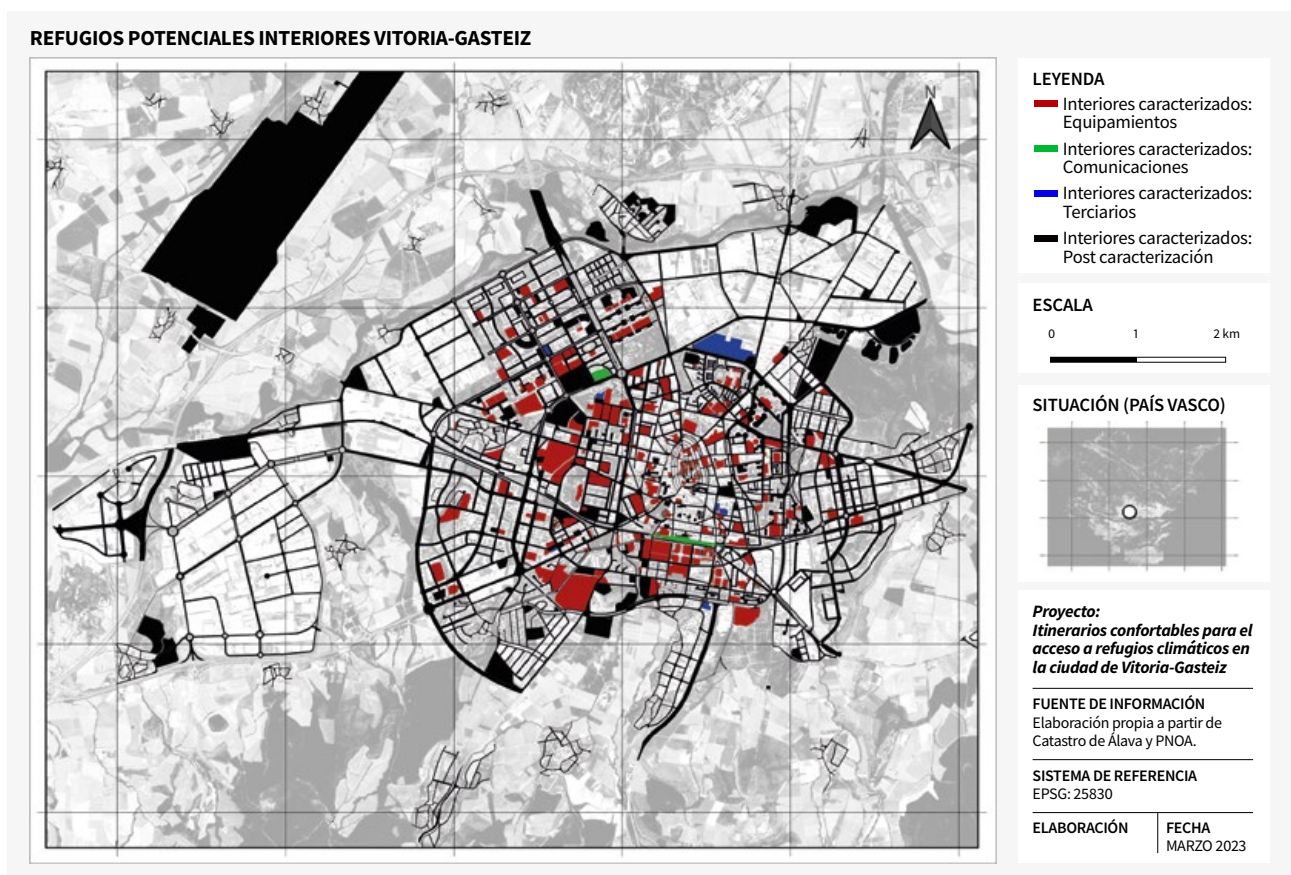 REFUGIOS POTENCIALES INTERIORES VITORIA-GASTEIZ
N
LEYENDA
Interiores caracterizados:
Equipamientos
Interiores caracterizados:
Comunicaciones
Interiores caracterizados:
Terciarios
Interiores caracterizados:
Post caracterización
ESCALA
0 1 2 km
SITUACIÓN (PAÍS VASCO)
Proyecto:
Itinerarios confortables para el
acceso a refugios climáticos en
la ciudad de Vitoria-Gasteiz
FUENTE DE INFORMACIÓN
Elaboración propia a partir de
Catastro de Álava y PNOA.
SISTEMA DE REFERENCIA
EPSG: 25830
ELABORACIÓN
FECHA
MARZO 2023